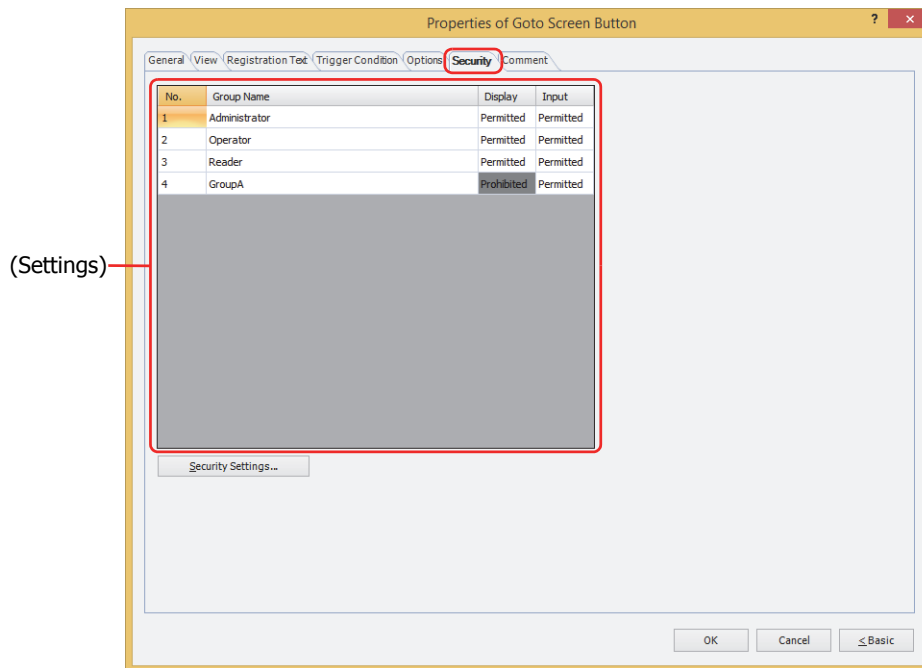 Properties of Goto Screen Button ? ×
General View Registration Text Trigger Condition Options Security Comment
No. Group Name Display Input
1 Administrator Permitted Permitted
2 Operator Permitted Permitted
3 Reader Permitted Permitted
4 GroupA Prohibited Permitted
(Settings)
Security Settings...
OK Cancel < Basic